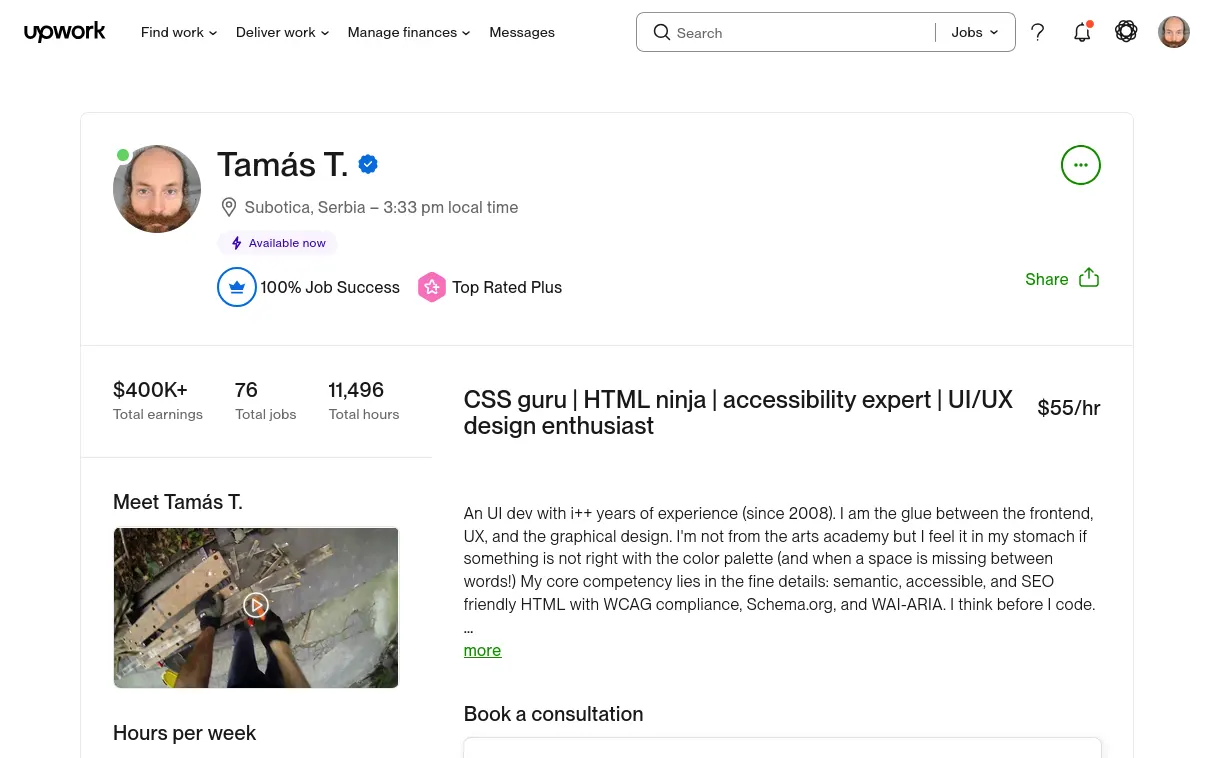 upwork
Find work
Deliver work
Manage finances
Messages
Search
Jobs
Tamás T.
Subotica, Serbia – 3:33 pm local time
Available now
100% Job Success
Top Rated Plus
Share
$400K+
Total earnings
76
Total jobs
11,496
Total hours
CSS guru | HTML ninja | accessibility expert | UI/UX
design enthusiast
$55/hr
Meet Tamás T.
An UI dev with i++ years of experience (since 2008). I am the glue between the frontend,
UX, and the graphical design. I'm not from the arts academy but I feel it in my stomach if
something is not right with the color palette (and when a space is missing between
words!) My core competency lies in the fine details: semantic, accessible, and SEO
friendly HTML with WCAG compliance, Schema.org, and WAI-ARIA. I think before I code.
...
more
Hours per week
Book a consultation